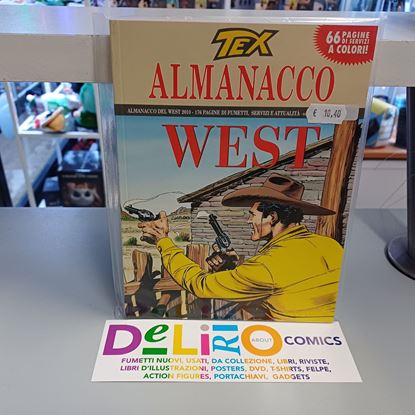 TEX
66 PAGINE
DI SERVIZI
A COLORI!
ALMANACCO
ALMANACCO DEL WEST 2010 - 176 PAGINE DI FUMETTI, SERVIZI E ATTUALITÀ
€ 10,40
WEST
DELIRIO ABOUT COMICS
FUMETTI NUOVI, USATI, DA COLLEZIONE, LIBRI, RIVISTE,
LIBRI D'ILLUSTRAZIONI, POSTERS, DVD, T-SHIRTS, FELPE,
ACTION FIGURES, PORTACHIAVI, GADGETS